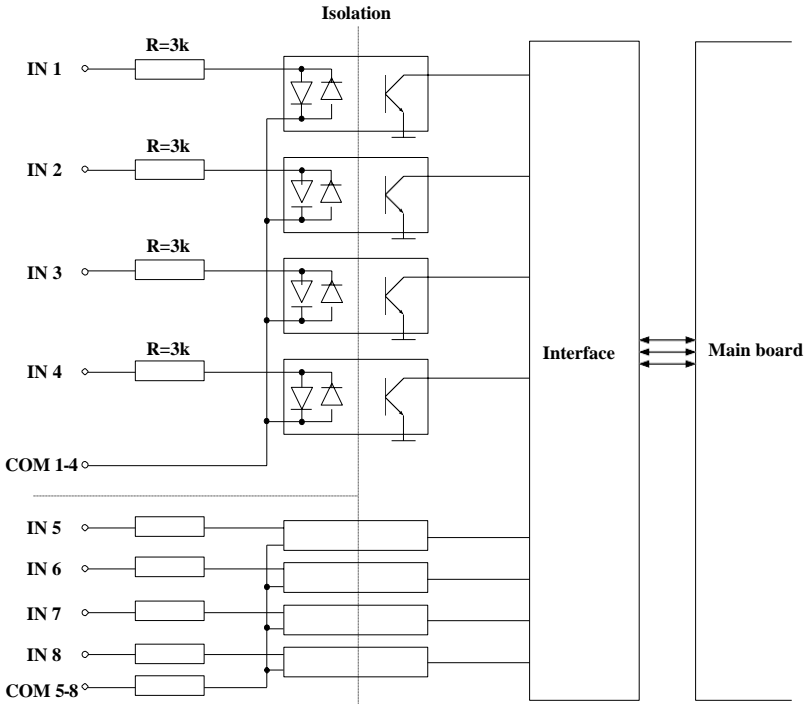 Isolation
R=3k
IN 1
R=3k
IN 2
R=3k
IN 3
R=3k
IN 4
COM 1-4
Interface
Main board
IN 5
IN 6
IN 7
IN 8
COM 5-8